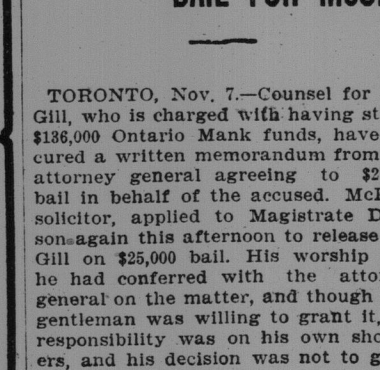 BAIL FOR
TORONTO, Nov. 7.—Counsel for
Gill, who is charged with having st
$136,000 Ontario Mank funds, have
cured a written memorandum from
attorney general agreeing to $2
bail in behalf of the accused. McK
solicitor, applied to Magistrate D
son again this afternoon to release
Gill on $25,000 bail. His worship
he had conferred with the atto
general on the matter, and though
gentleman was willing to grant it,
responsibility was on his own sho
ers, and his decision was not to g